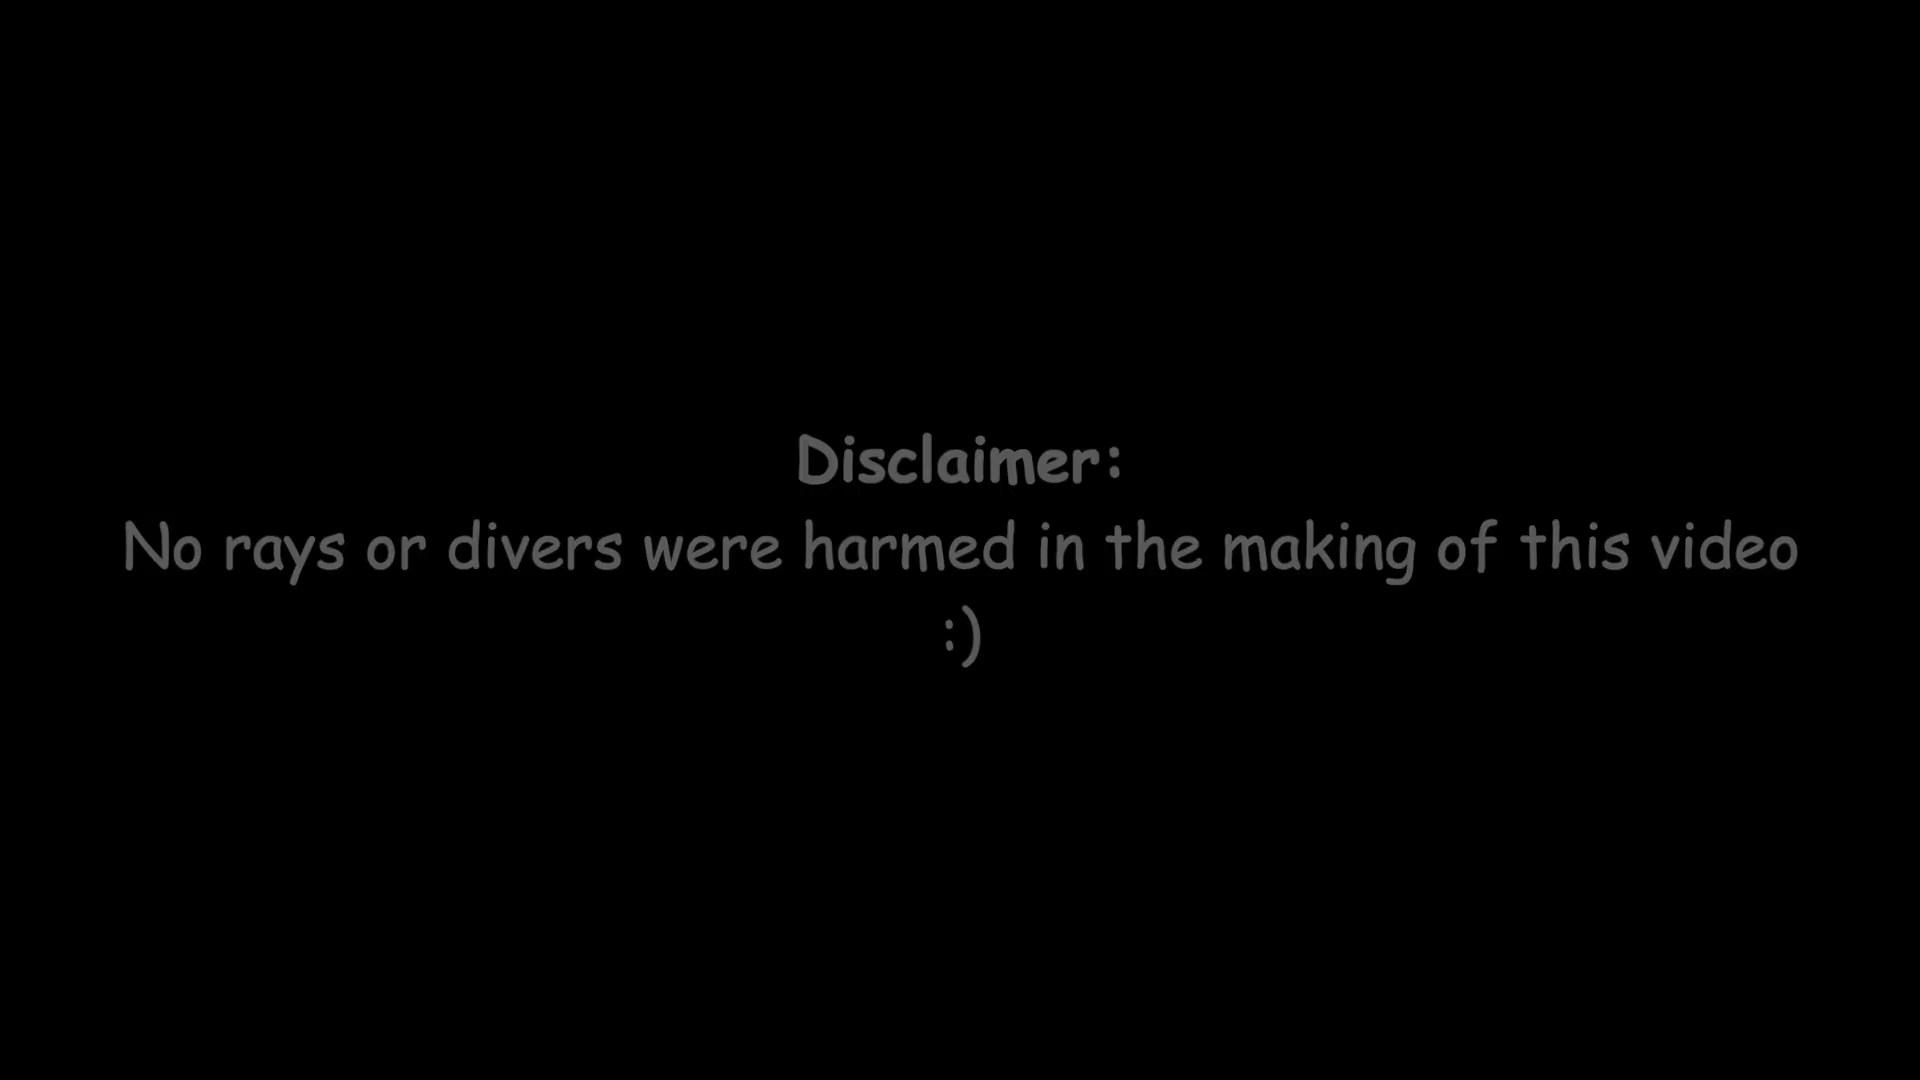 Disclaimer:
No rays or divers were harmed in the making of this video
:)